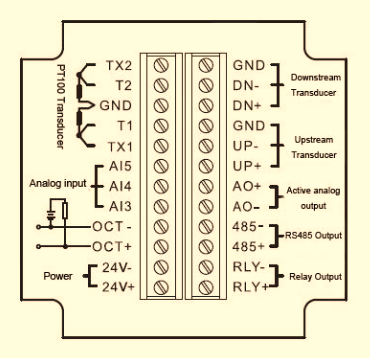 TX2
T2
GND
T1
TX1
AI5
AI4
AI3
OCT -
OCT+
24V-
24V+
PT100 Transducer
Analog input
Power
GND
DN-
DN+
GND
UP-
UP+
AO+
AO-
485-
485+
RLY-
RLY+
Downstream
Transducer
Upstream
Transducer
Active analog
output
RS485 Output
Relay Output